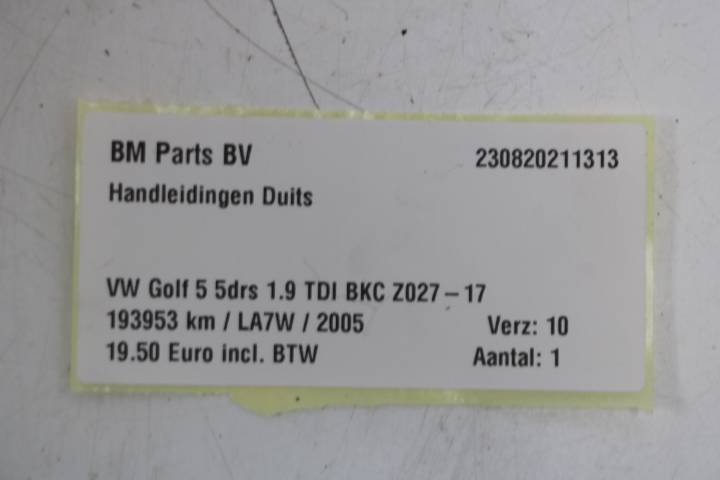 BM Parts BV 230820211313
Handleidingen Duits
VW Golf 5 5drs 1.9 TDI BKC Z027-17
193953 km / LA7W / 2005 Verz: 10
19.50 Euro incl. BTW Aantal: 1